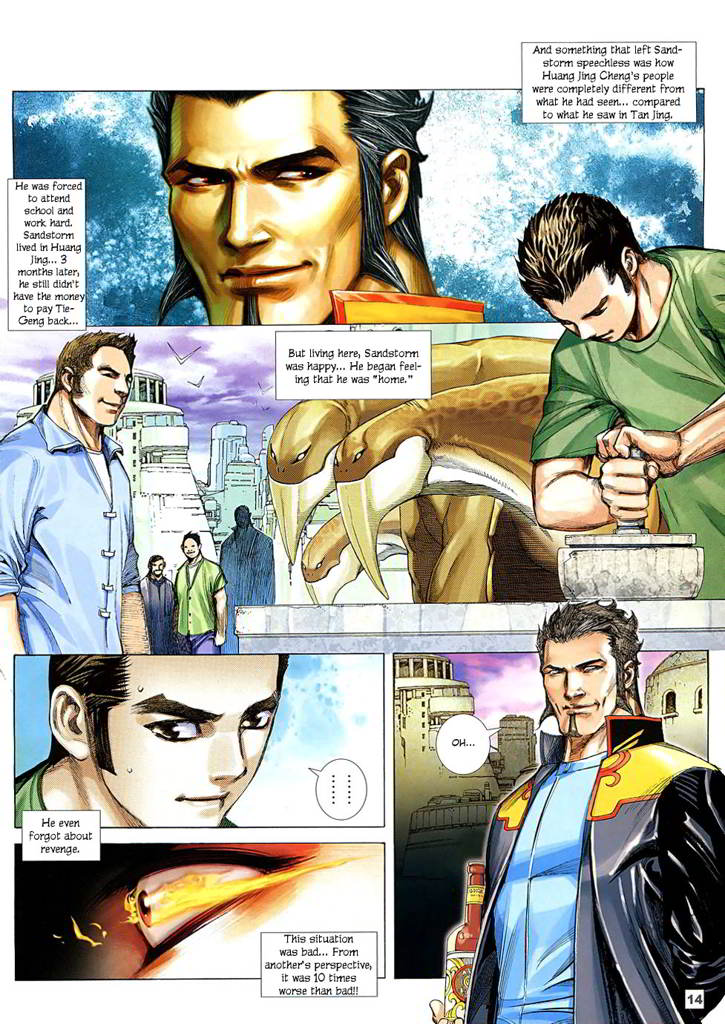 And something that left Sand-
storm speechless was how
Huang Jing Cheng's people
were completely different from
what he had seen... compared
to what he saw in Tan Jing.
He was forced
to attend
school and
work hard.
Sandstorm
lived in Huang
Jing... 3
months later,
he still didn't
have the money
to pay Tie-
Geng back...
But living here, Sandstorm
was happy... He began feel-
ing that he was "home."
He even
forgot about
revenge.
OH...
This situation
was bad... From
another's perspective,
it was 10 times
worse than bad!!
14